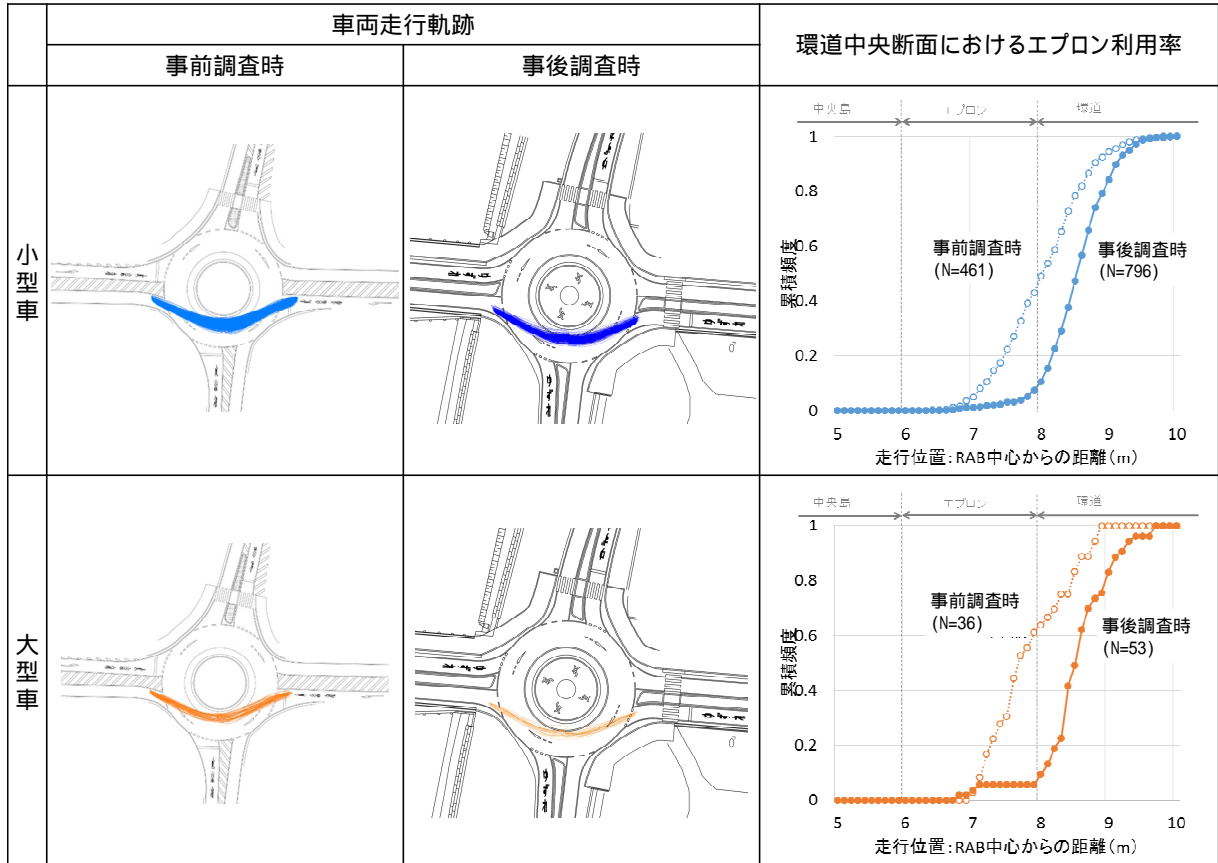 車両走行軌跡
環道中央断面におけるエプロン利用率
事前調査時
事後調査時
小型車
中央島
エプロン
環道
1
0.8
0.6
0.4
0.2
0
累積頻度
事前調査時
(N=461)
事後調査時
(N=796)
5
6
7
8
9
10
走行位置:RAB中心からの距離(m)
大型車
中央島
エプロン
環道
1
0.8
0.6
0.4
0.2
0
累積頻度
事前調査時
(N=36)
事後調査時
(N=53)
5
6
7
8
9
10
走行位置:RAB中心からの距離(m)